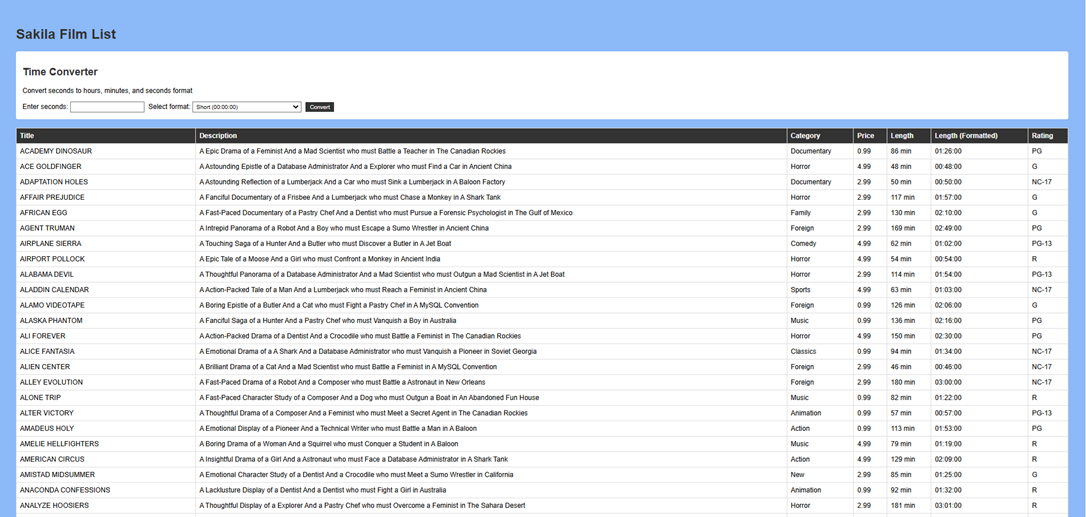 Sakila Film List
Time Converter
Convert seconds to hours, minutes, and seconds format
Enter seconds: Select format: Short (00:00:00) Convert
Title Description Category Price Length Length (Formatted) Rating
ACADEMY DINOSAUR A Epic Drama of a Feminist And a Mad Scientist who must Battle a Teacher in The Canadian Rockies Documentary 0.99 86 min 01:26:00 PG
ACE GOLDFINGER A Astounding Epistle of a Database Administrator And a Explorer who must Find a Car in Ancient China Horror 4.99 48 min 00:48:00 G
ADAPTATION HOLES A Astounding Reflection of a Lumberjack And a Car who must Sink a Lumberjack in A Baloon Factory Documentary 2.99 50 min 00:50:00 NC-17
AFFAIR PREJUDICE A Fanciful Documentary of a Frisbee And a Lumberjack who must Chase a Monkey in A Shark Tank Horror 2.99 117 min 01:57:00 G
AFRICAN EGG A Fast-Paced Documentary of a Pastry Chef And a Dentist who must Pursue a Forensic Psychologist in The Gulf of Mexico Family 2.99 130 min 02:10:00 G
AGENT TRUMAN A Intrepid Panorama of a Robot And a Boy who must Escape a Sumo Wrestler in Ancient China Foreign 2.99 169 min 02:49:00 PG
AIRPLANE SIERRA A Touching Saga of a Hunter And a Butler who must Discover a Butler in A Jet Boat Comedy 4.99 62 min 01:02:00 PG-13
AIRPORT POLLOCK A Epic Tale of a Moose And a Girl who must Confront a Monkey in Ancient India Horror 4.99 54 min 00:54:00 R
ALABAMA DEVIL A Thoughtful Panorama of a Database Administrator And a Mad Scientist who must Outgun a Mad Scientist in A Jet Boat Horror 2.99 114 min 01:54:00 PG-13
ALADDIN CALENDAR A Action-Packed Tale of a Man And a Lumberjack who must Reach a Feminist in Ancient China Sports 4.99 63 min 01:03:00 NC-17
ALAMO VIDEOTAPE A Boring Epistle of a Butler And a Cat who must Fight a Pastry Chef in A MySQL Convention Foreign 0.99 126 min 02:06:00 G
ALASKA PHANTOM A Fanciful Saga of a Hunter And a Pastry Chef who must Vanquish a Boy in Australia Music 0.99 136 min 02:16:00 PG
ALI FOREVER A Action-Packed Drama of a Dentist And a Crocodile who must Battle a Feminist in The Canadian Rockies Horror 4.99 150 min 02:30:00 PG
ALICE FANTASIA A Emotional Drama of a A Shark And a Database Administrator who must Vanquish a Pioneer in Soviet Georgia Classics 0.99 94 min 01:34:00 NC-17
ALIEN CENTER A Brilliant Drama of a Cat And a Mad Scientist who must Battle a Feminist in A MySQL Convention Foreign 2.99 46 min 00:46:00 NC-17
ALLEY EVOLUTION A Fast-Paced Drama of a Robot And a Composer who must Battle a Astronaut in New Orleans Foreign 2.99 180 min 03:00:00 NC-17
ALONE TRIP A Fast-Paced Character Study of a Composer And a Dog who must Outgun a Boat in An Abandoned Fun House Music 0.99 82 min 01:22:00 R
ALTER VICTORY A Thoughtful Drama of a Composer And a Feminist who must Meet a Secret Agent in The Canadian Rockies Animation 0.99 57 min 00:57:00 PG-13
AMADEUS HOLY A Emotional Display of a Pioneer And a Technical Writer who must Battle a Man in A Baloon Action 0.99 113 min 01:53:00 PG
AMELIE HELLFIGHTERS A Boring Drama of a Woman And a Squirrel who must Conquer a Student in A Baloon Music 4.99 79 min 01:19:00 R
AMERICAN CIRCUS A Insightful Drama of a Girl And a Astronaut who must Face a Database Administrator in A Shark Tank Action 4.99 129 min 02:09:00 R
AMISTAD MIDSUMMER A Emotional Character Study of a Dentist And a Crocodile who must Meet a Sumo Wrestler in California New 2.99 85 min 01:25:00 G
ANACONDA CONFESSIONS A Lacklusture Display of a Dentist And a Dentist who must Fight a Girl in Australia Animation 0.99 92 min 01:32:00 R
ANALYZE HOOSIERS A Thoughtful Display of a Explorer And a Pastry Chef who must Overcome a Feminist in The Sahara Desert Horror 2.99 181 min 03:01:00 R